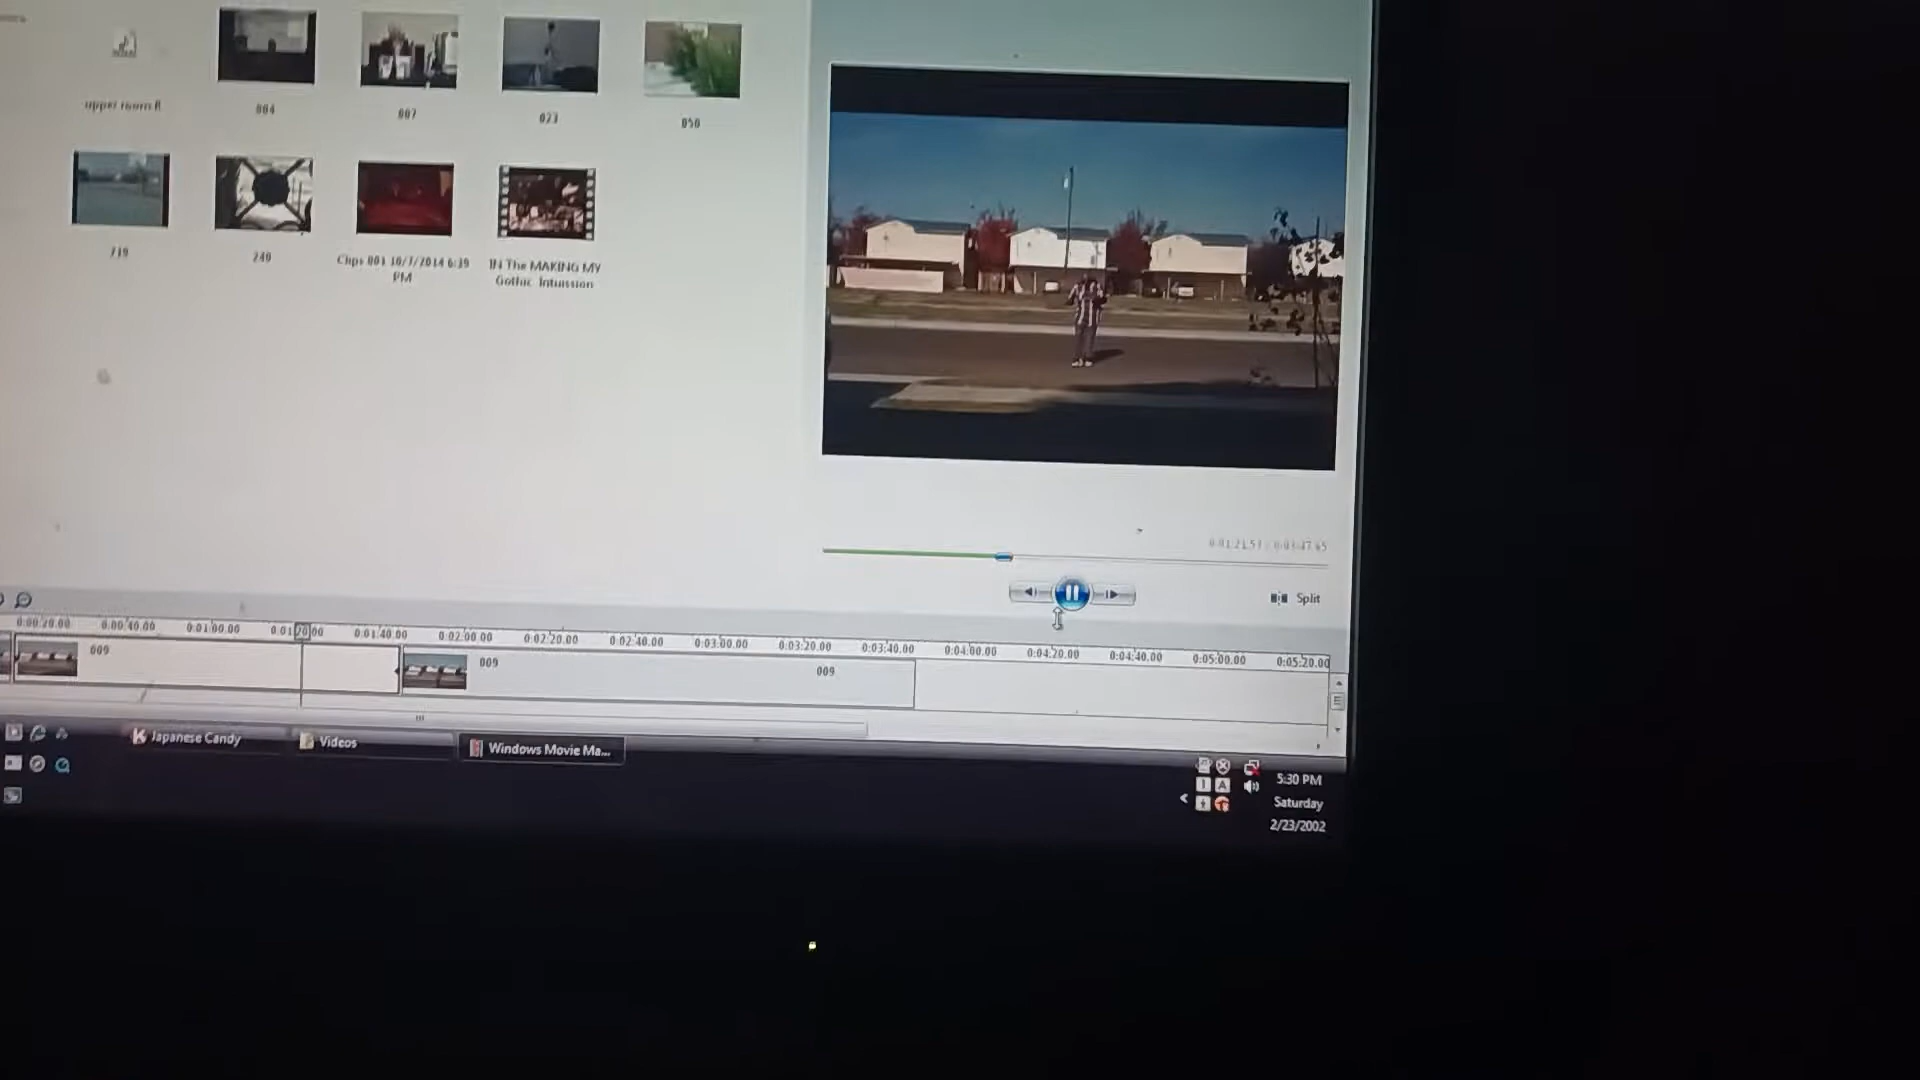 upper room R
004
007
023
050
240
Clips 001 10/7/2014 6:39
PM
IN The MAKING MY
Gothic Intuission
Split
0:00:20.00 0:00:40.00 0:01:00.00 0:01:20.00 0:01:40.00 0:02:00.00 0:02:20.00 0:02:40.00 0:03:00.00 0:03:20.00 0:03:40.00 0:04:00.00 0:04:20.00 0:04:40.00 0:05:00.00 0:05:20.00
009
009
009
Japanese Candy
Videos
Windows Movie Ma...
5:30 PM
Saturday
2/23/2002